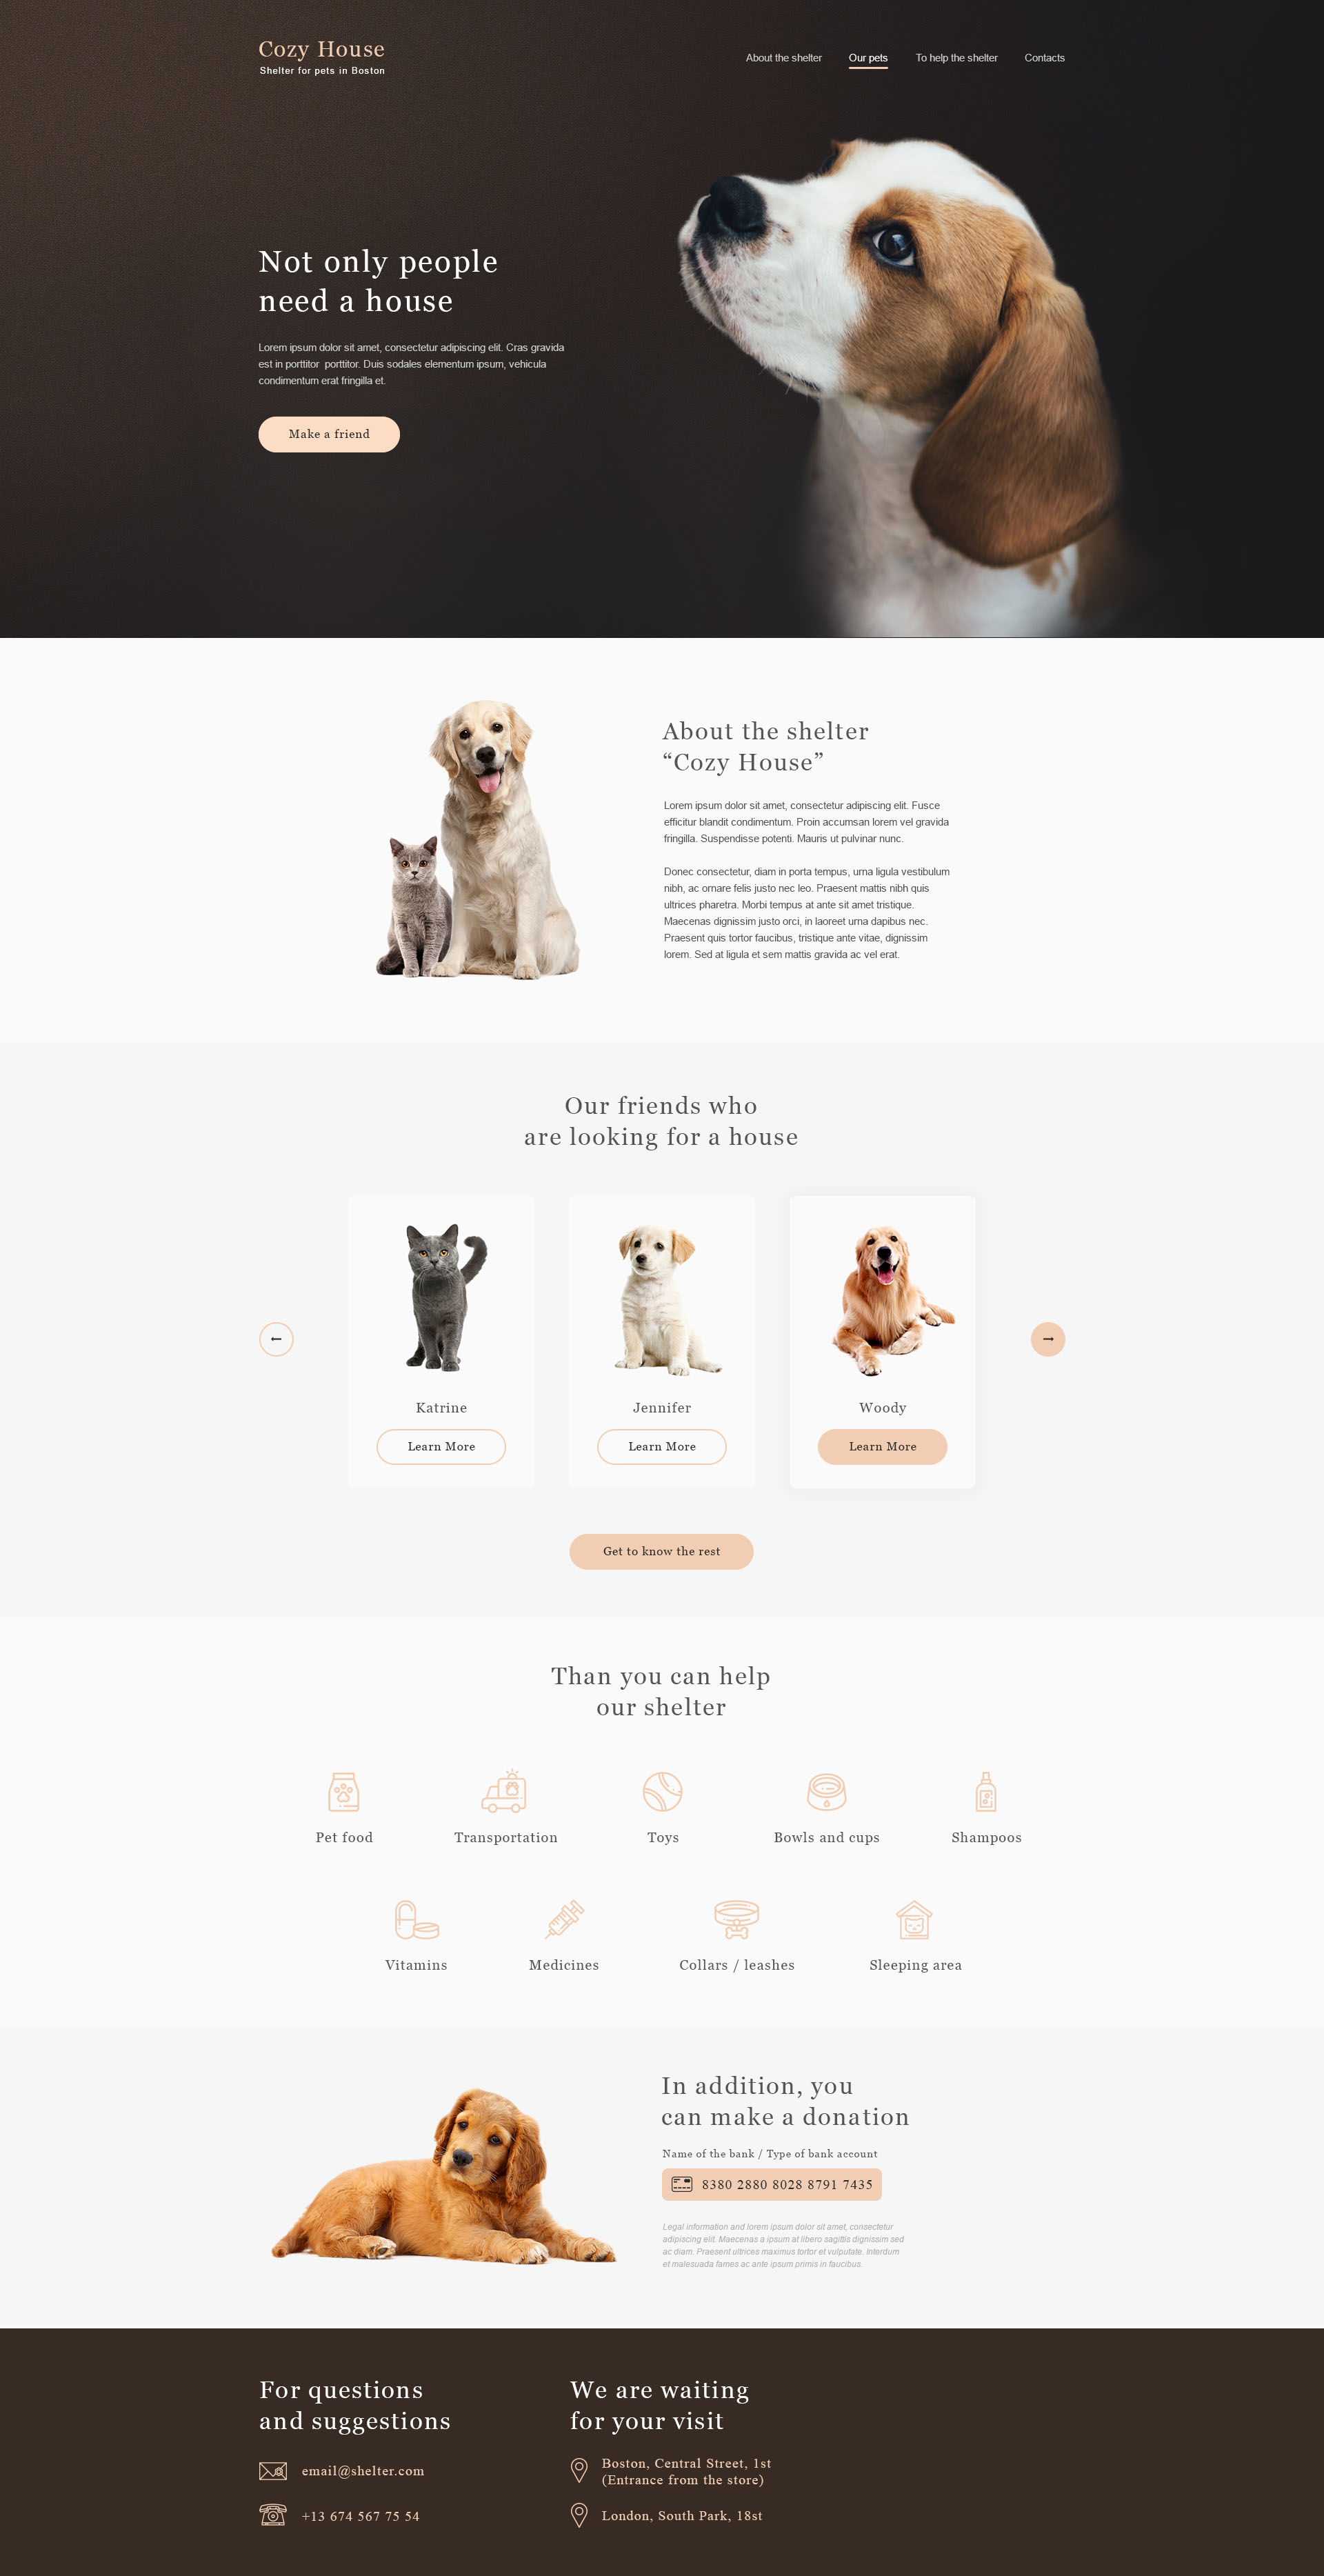 Cozy House
Shelter for pets in Boston
About the shelter
Our pets
To help the shelter
Contacts
Not only people
need a house
Lorem ipsum dolor sit amet, consectetur adipiscing elit. Cras gravida
est in porttitor  porttitor. Duis sodales elementum ipsum, vehicula
condimentum erat fringilla et.
Make a friend
About the shelter
“Cozy House”
Lorem ipsum dolor sit amet, consectetur adipiscing elit. Fusce
efficitur blandit condimentum. Proin accumsan lorem vel gravida
fringilla. Suspendisse potenti. Mauris ut pulvinar nunc.
Donec consectetur, diam in porta tempus, urna ligula vestibulum
nibh, ac ornare felis justo nec leo. Praesent mattis nibh quis
ultrices pharetra. Morbi tempus at ante sit amet tristique.
Maecenas dignissim justo orci, in laoreet urna dapibus nec.
Praesent quis tortor faucibus, tristique ante vitae, dignissim
lorem. Sed at ligula et sem mattis gravida ac vel erat.
Our friends who
are looking for a house
Katrine
Learn More
Jennifer
Learn More
Woody
Learn More
Get to know the rest
Than you can help
our shelter
Pet food
Transportation
Toys
Bowls and cups
Shampoos
Vitamins
Medicines
Collars / leashes
Sleeping area
In addition, you
can make a donation
Name of the bank / Type of bank account
8380 2880 8028 8791 7435
Legal information and lorem ipsum dolor sit amet, consectetur
adipiscing elit. Maecenas a ipsum at libero sagittis dignissim sed
ac diam. Praesent ultrices maximus tortor et vulputate. Interdum
et malesuada fames ac ante ipsum primis in faucibus.
For questions
and suggestions
email@shelter.com
+13 674 567 75 54
We are waiting
for your visit
Boston, Central Street, 1st
(Entrance from the store)
London, South Park, 18st